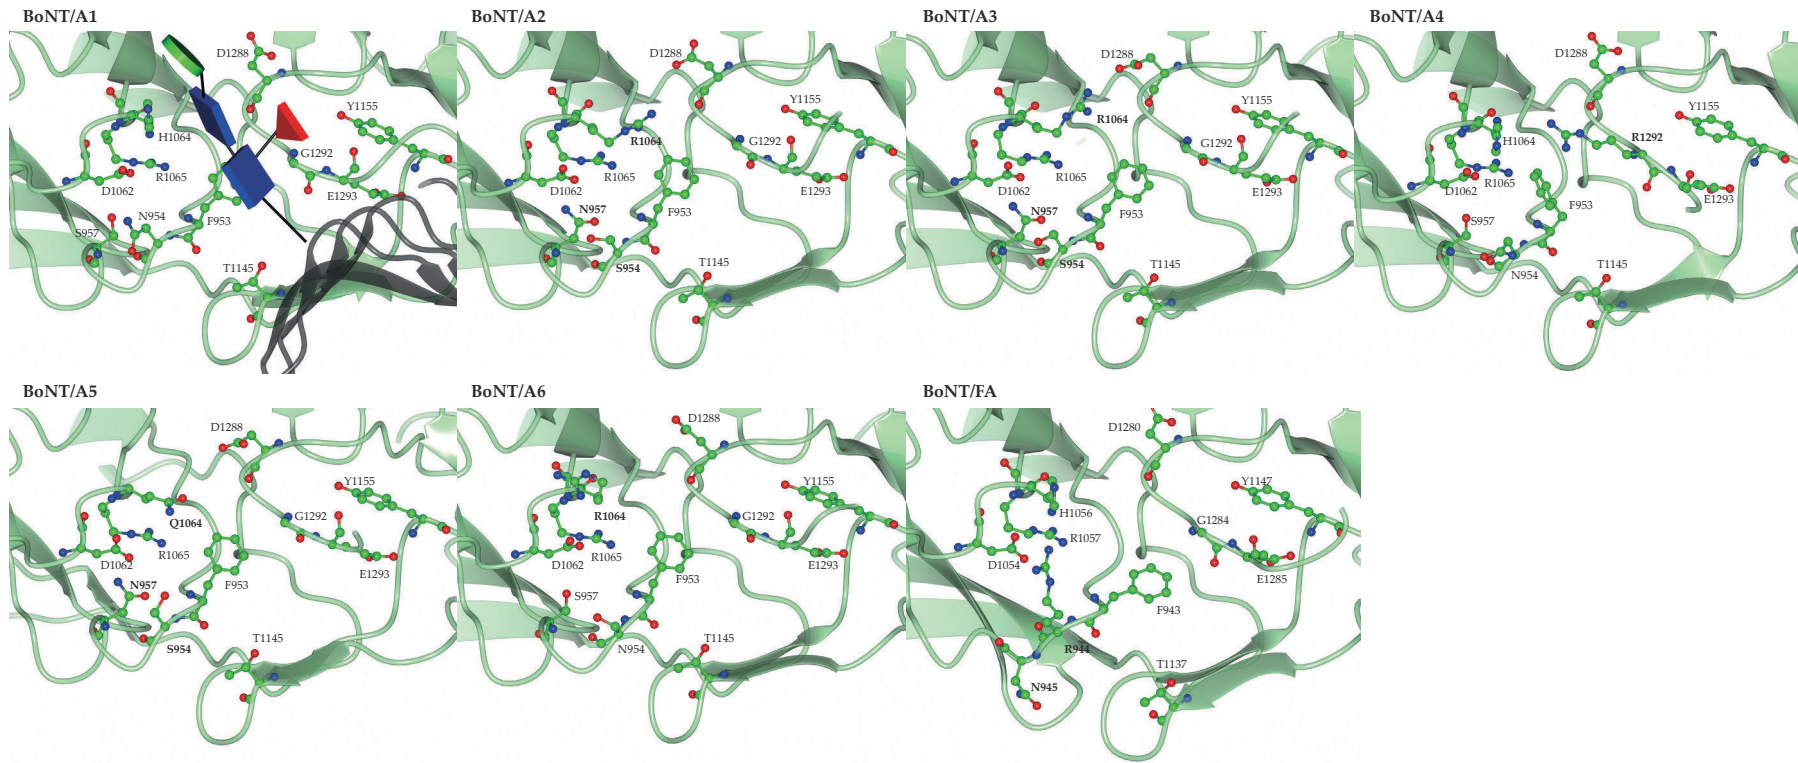 BoNT/A1
D1288
Y1155
H1064
G1292
R1065
D1062
E1293
N954
F953
S957
T1145
BoNT/A2
D1288
Y1155
R1064
G1292
R1065
D1062
E1293
N957
F953
S954
T1145
BoNT/A3
D1288
Y1155
R1064
G1292
R1065
D1062
E1293
N957
F953
S954
T1145
BoNT/A4
D1288
Y1155
H1064
R1292
R1065
D1062
E1293
F953
S957
N954
T1145
BoNT/A5
D1288
Y1155
Q1064
G1292
R1065
D1062
E1293
N957
F953
S954
T1145
BoNT/A6
D1288
Y1155
R1064
G1292
R1065
D1062
E1293
F953
S957
N954
T1145
BoNT/FA
D1280
Y1147
H1056
G1284
R1057
D1054
E1285
F943
R944
N945
T1137